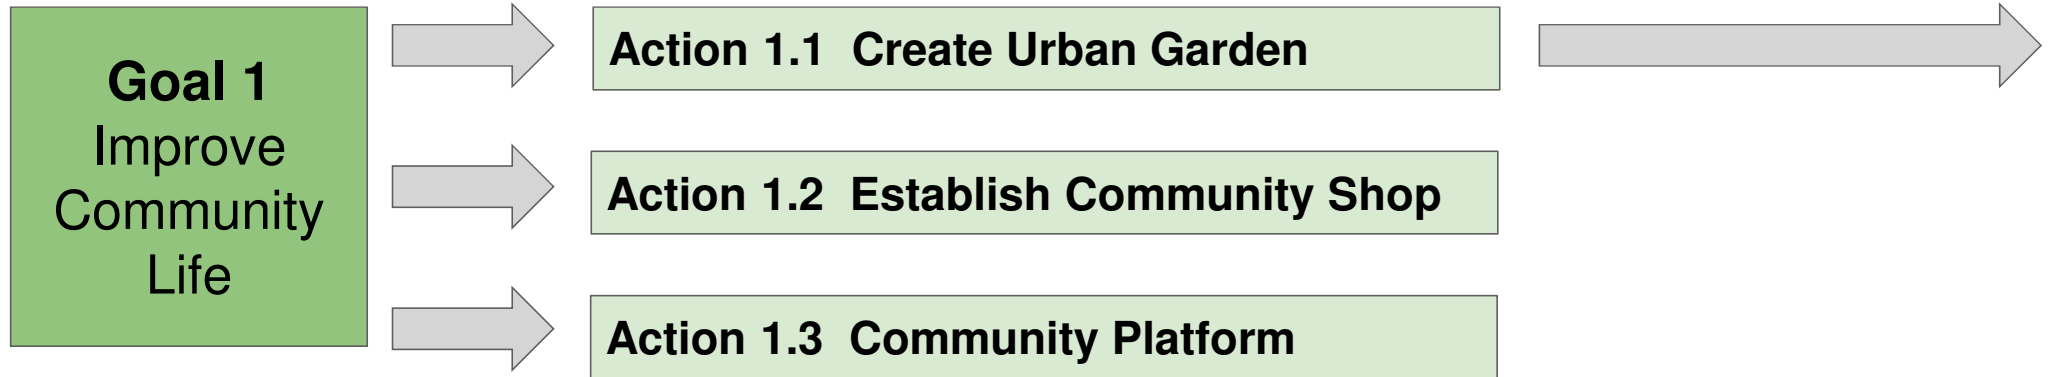 Goal 1
Improve
Community
Life
Action 1.1  Create Urban Garden
Action 1.2  Establish Community Shop
Action 1.3  Community Platform